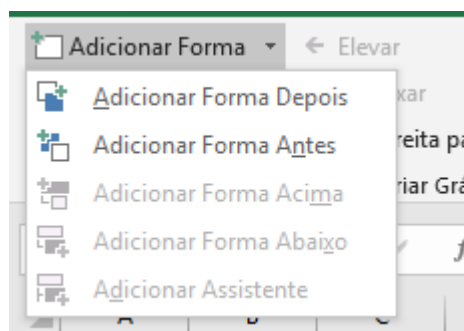 Adicionar Forma
Elevar
Adicionar Forma Depois
Adicionar Forma Antes
Adicionar Forma Acima
Adicionar Forma Abaixo
Adicionar Assistente